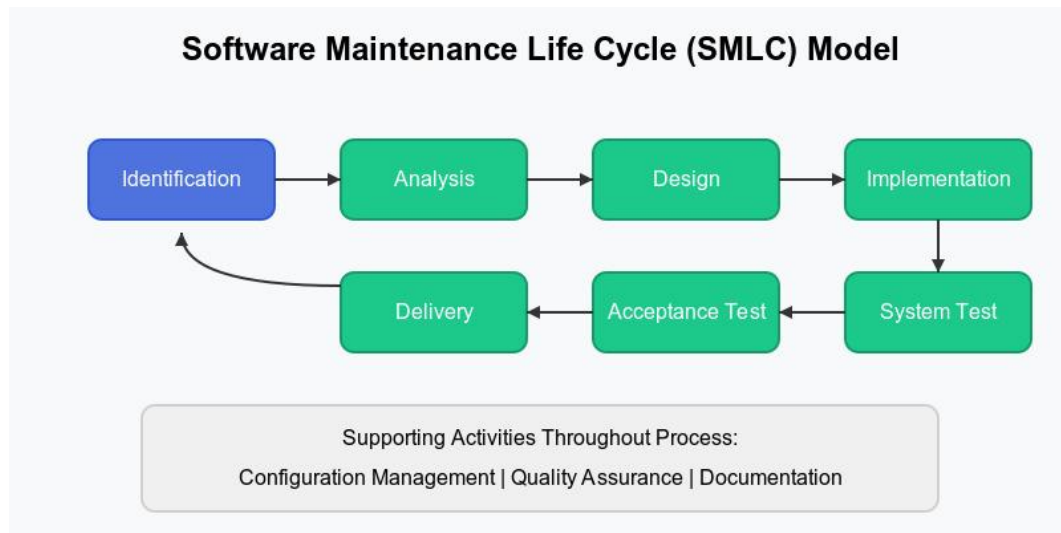 Software Maintenance Life Cycle (SMLC) Model
Identification
Analysis
Design
Implementation
Delivery
Acceptance Test
System Test
Supporting Activities Throughout Process:
Configuration Management | Quality Assurance | Documentation